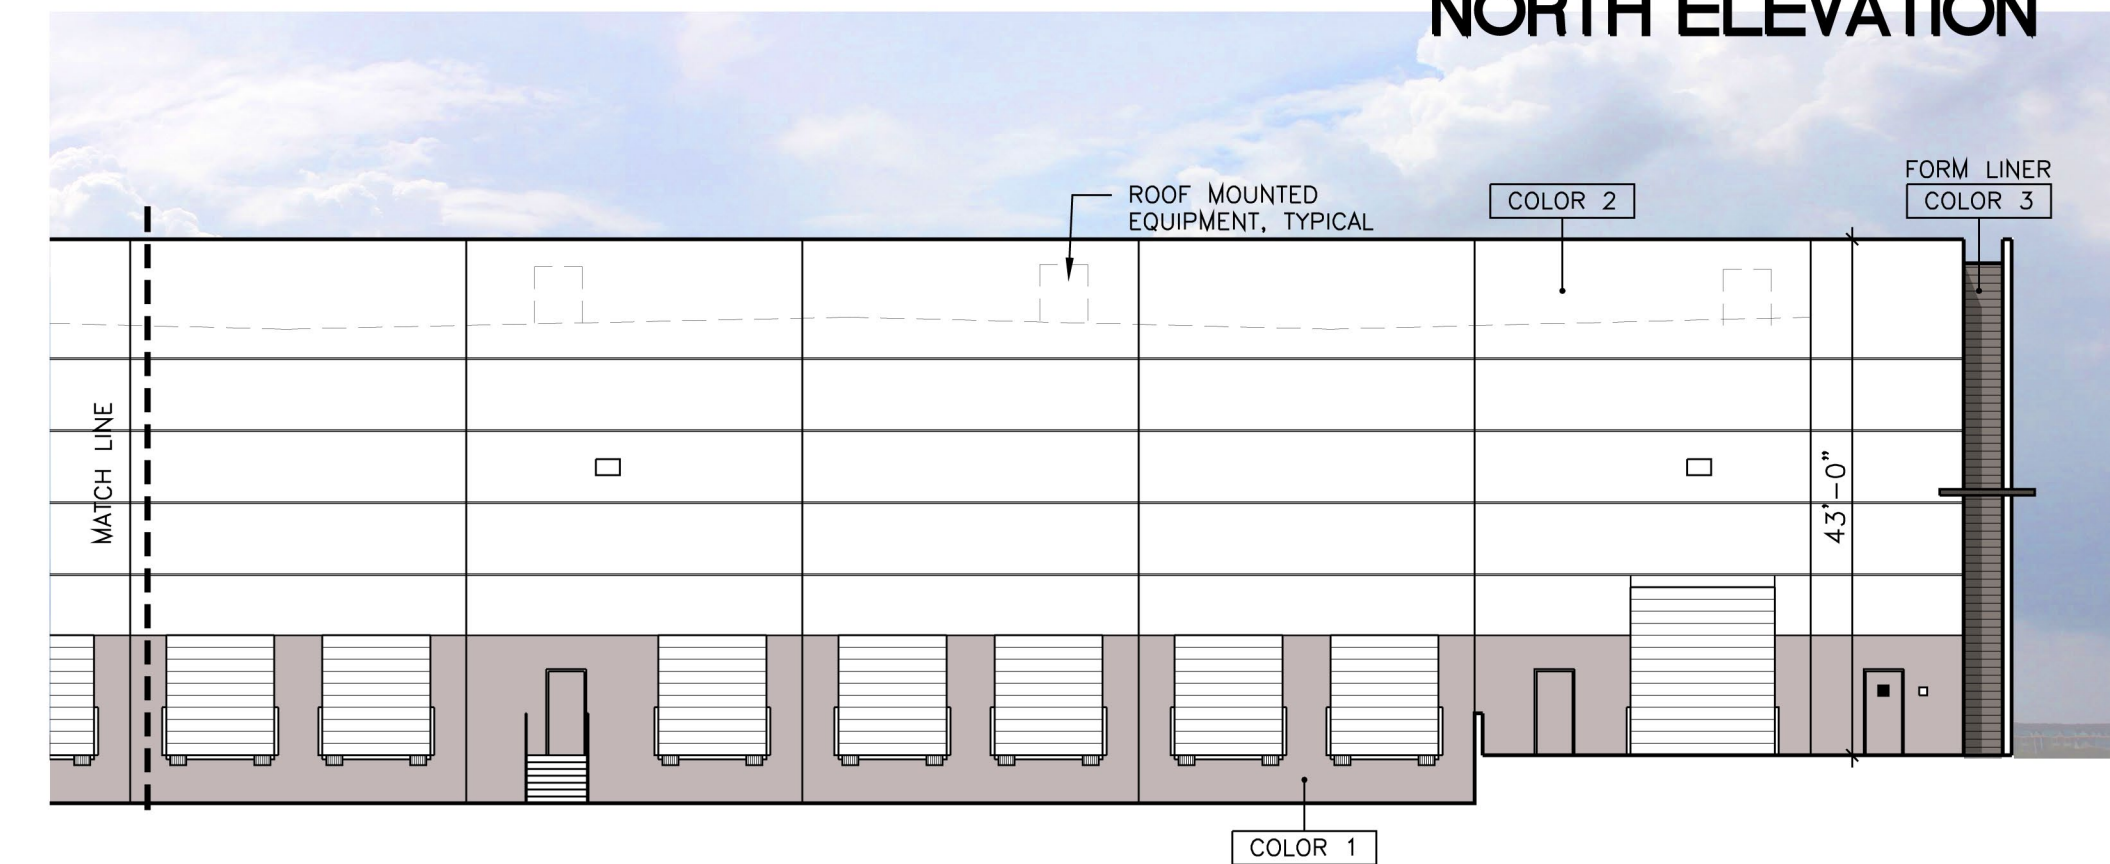 NORTH ELEVATION
FORM LINER
COLOR 3
ROOF MOUNTED
EQUIPMENT, TYPICAL
COLOR 2
MATCH LINE
43'-0"
COLOR 1